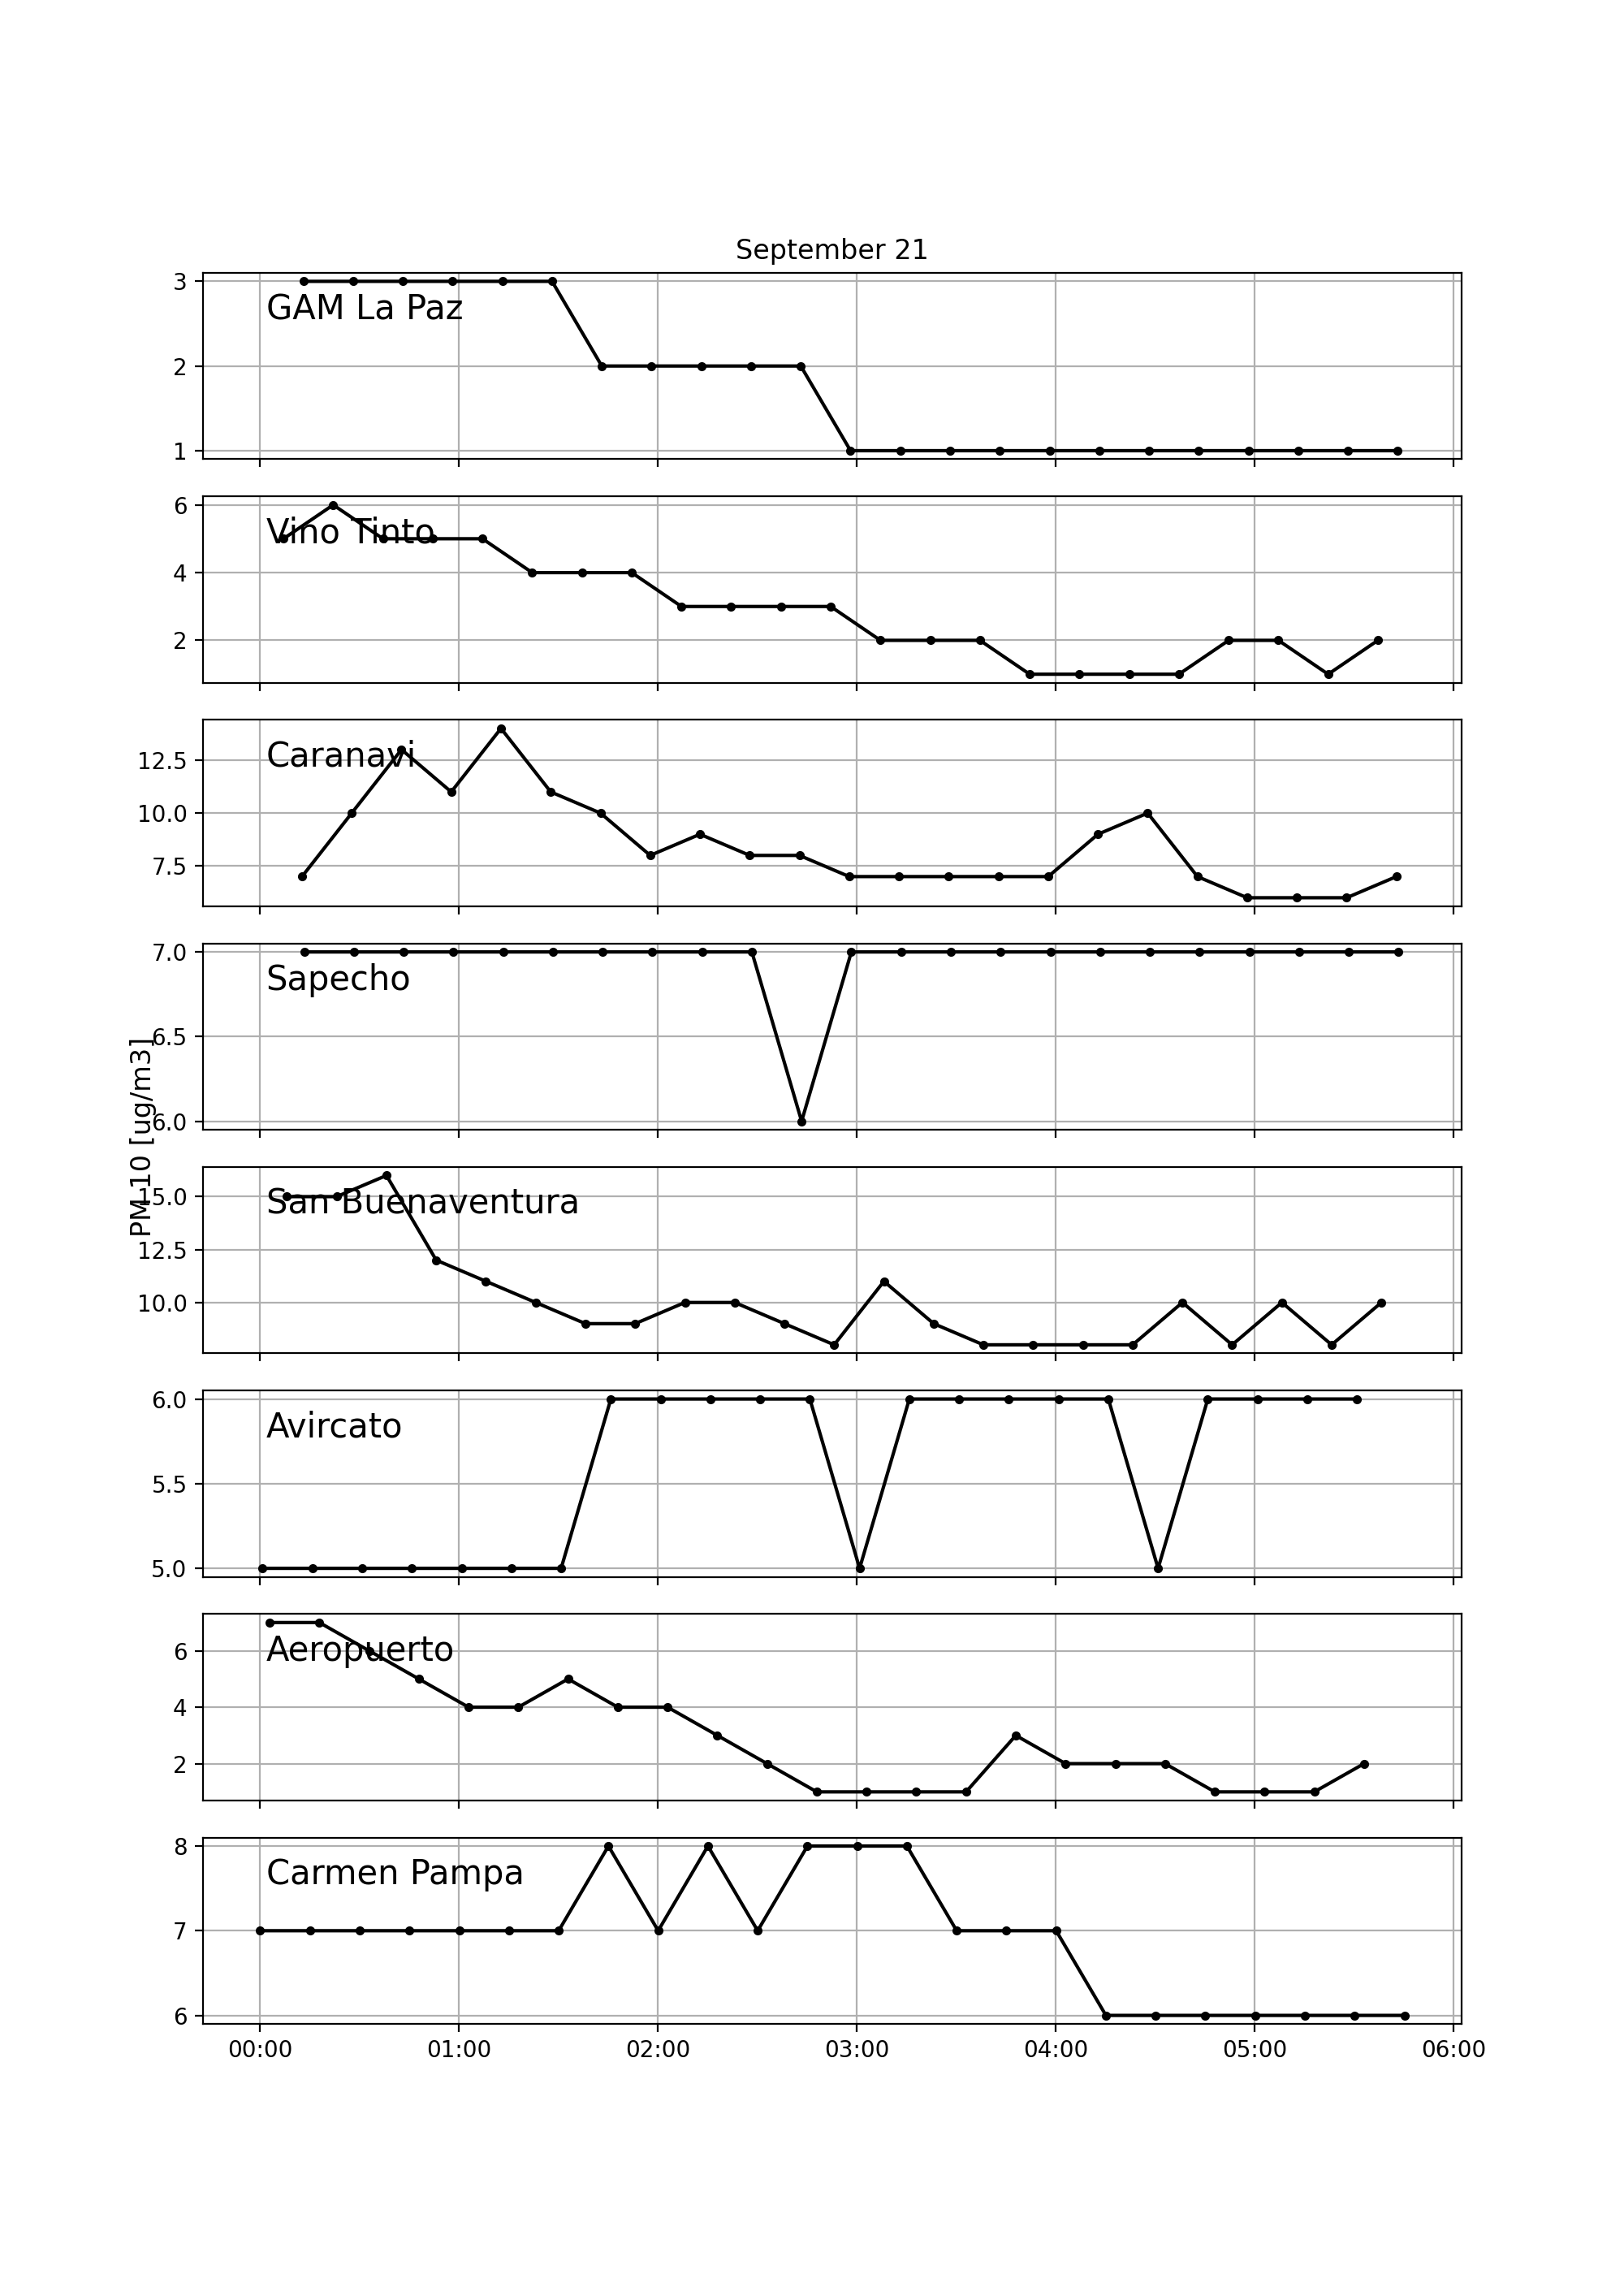 September 21
3
GAM La Paz
2
1
6
Vino Tinto
4
2
Caranavi
12.5
10.0
7.5
7.0
Sapecho
6.5
6.0
PM 10 [ug/m3]
15.0
San Buenaventura
12.5
10.0
6.0
Avircato
5.5
5.0
6
Aeropuerto
4
2
8
Carmen Pampa
7
6
00:00 01:00 02:00 03:00 04:00 05:00 06:00